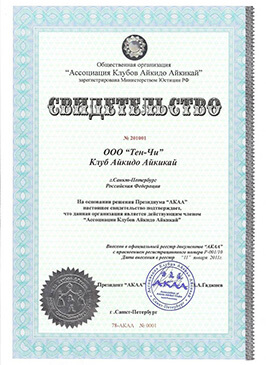 Общественная организация
"Ассоциация Клубов Айкидо Айкикай"
зарегистрирована Министерством Юстиции РФ
СВИДЕТЕЛЬСТВО
№ 201001
ООО "Тен-Чи"
Клуб Айкидо Айкикай
г.Санкт-Петербург
Российская Федерация
На основании решения Президиума "АКАА"
настоящее свидетельство подтверждает,
что данная организация является действующим членом
"Ассоциации Клубов Айкидо Айкикай"
Внесено в официальный реестр документов "АКАА"
с присвоением регистрационного номера Р-001/10
Дата внесения в реестр "11" января 2011г
Президент "АКАА"
АКАА
г .Санкт-Петербург
78-АКАА № 0001